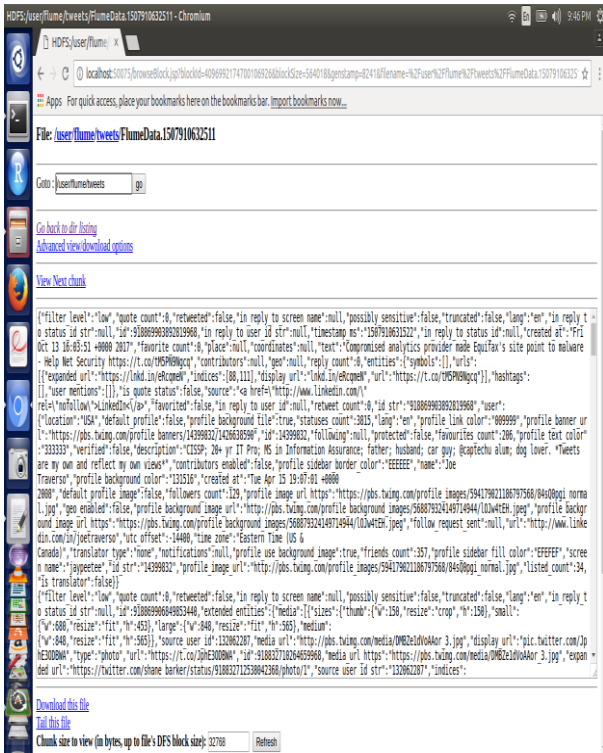 HDFS:/user/flume/tweets/FlumeData.1507910632511 - Chromium
En
9:46 PM
HDFS:/user/flume/
localhost:50075/browseBlock.jsp?blockId=4096992174700106926&blockSize=564018&genstamp=8241&filename=%2Fuser%2Fflume%2Ftweets%2FFlumeData.15079106325
Apps For quick access, place your bookmarks here on the bookmarks bar. Import bookmarks now...
File: /user/flume/tweets/FlumeData.1507910632511
Goto : /user/flume/tweets go
Go back to dir listing
Advanced view/download options
View Next chunk
{"filter level":"low","quote count":0,"retweeted":false,"in reply to screen name":null,"possibly sensitive":false,"truncated":false,"lang":"en","in reply t
o status id str":null,"id":918869903892819968,"in reply to user id str":null,"timestamp ms":"1507910631522","in reply to status id":null,"created at":"Fri
Oct 13 16:03:51 +0000 2017","favorite count":0,"place":null,"coordinates":null,"text":"Compromised analytics provider made Equifax's site point to malware
- Help Net Security https://t.co/tM5PN9Ngcq","contributors":null,"geo":null,"reply count":0,"entities":{"symbols":[],"urls":
[{"expanded url":"https://lnkd.in/eRcqmeN","indices":[88,111],"display url":"lnkd.in/eRcqmeN","url":"https://t.co/tM5PN9Ngcq"}],"hashtags":
[],"user mentions":[]},"is quote status":false,"source":"<a href=\"http://www.linkedin.com/\"
rel=\"nofollow\">LinkedIn<\/a>","favorited":false,"in reply to user id":null,"retweet count":0,"id str":"918869903892819968","user":
{"location":"USA","default profile":false,"profile background tile":true,"statuses count":3815,"lang":"en","profile link color":"009999","profile banner ur
l":"https://pbs.twimg.com/profile banners/14399832/1426638590","id":14399832,"following":null,"protected":false,"favourites count":206,"profile text color"
:"333333","verified":false,"description":"CISSP; 20+ yr IT Pro; MS in Information Assurance; father; husband; car guy; @capfechu alum; dog lover. *Tweets
are my own and reflect my own views*","contributors enabled":false,"profile sidebar border color":"EEEEEE","name":"Joe
Traverso","profile background color":"131516","created at":"Tue Apr 15 19:07:01 +0000
2008","default profile image":false,"followers count":129,"profile image url https":"https://pbs.twimg.com/profile images/594179021186797568/84sQ0pgi norma
l.jpg","geo enabled":false,"profile background image url":"http://pbs.twimg.com/profile background images/568879324149714944/lOJw4tEH.jpeg","profile backgr
ound image url https":"https://pbs.twimg.com/profile background images/568879324149714944/lOJw4tEH.jpeg","follow request sent":null,"url":"http://www.linke
din.com/in/joetraverso","utc offset":-14400,"time zone":"Eastern Time (US &
Canada)","translator type":"none","notifications":null,"profile use background image":true,"friends count":357,"profile sidebar fill color":"EFEFEF","scree
n name":"jaypeetee","id str":"14399832","profile image url":"http://pbs.twimg.com/profile images/594179021186797568/84sQ0pgi normal.jpg","listed count":34,
"is translator":false}}
{"filter level":"low","quote count":0,"retweeted":false,"in reply to screen name":null,"possibly sensitive":false,"truncated":false,"lang":"en","in reply t
o status id str":null,"id":918869906849853440,"extended entities":{"media":[{"sizes":{"thumb":{"w":150,"resize":"crop","h":150},"small":
{"w":680,"resize":"fit","h":453},"large":{"w":848,"resize":"fit","h":565},"medium":
{"w":848,"resize":"fit","h":565}},"source user id":132062287,"media url":"http://pbs.twimg.com/media/DMBZe1dVoAAor 3.jpg","display url":"pic.twitter.com/Jp
hE3ODBWA","type":"photo","url":"https://t.co/JphE3ODBWA","id":918832710264659968,"media url https":"https://pbs.twimg.com/media/DMBZe1dVoAAor 3.jpg","expan
ded url":"https://twitter.com/shane barker/status/918832712538042368/photo/1","source user id str":"132062287","indices":
Download this file
Tail this file
Chunk size to view (in bytes, up to file's DFS block size): 32768 Refresh